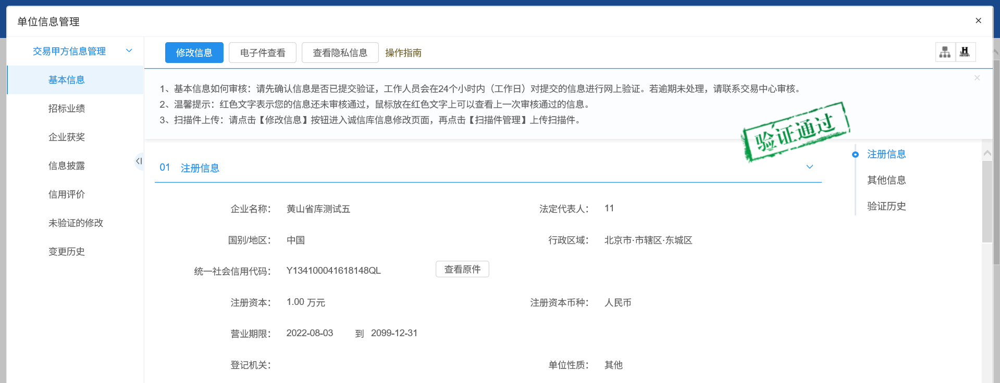 单位信息管理
交易甲方信息管理
基本信息
招标业绩
企业获奖
信息披露
信用评价
未验证的修改
变更历史
修改信息 电子件查看 查看隐私信息 操作指南
1、基本信息如何审核：请先确认信息是否已提交验证，工作人员会在24个小时内（工作日）对提交的信息进行网上验证。若逾期未处理，请联系交易中心审核。
2、温馨提示：红色文字表示您的信息还未审核通过，鼠标放在红色文字上可以查看上一次审核通过的信息。
3、扫描件上传：请点击【修改信息】按钮进入诚信库信息修改页面，再点击【扫描件管理】上传扫描件。
验证通过
01 注册信息
企业名称： 黄山省库测试五 法定代表人： 11
国别/地区： 中国 行政区域： 北京市·市辖区·东城区
统一社会信用代码： Y134100041618148QL 查看原件
注册资本： 1.00 万元 注册资本币种： 人民币
营业期限： 2022-08-03 到 2099-12-31
登记机关： 单位性质： 其他
注册信息
其他信息
验证历史